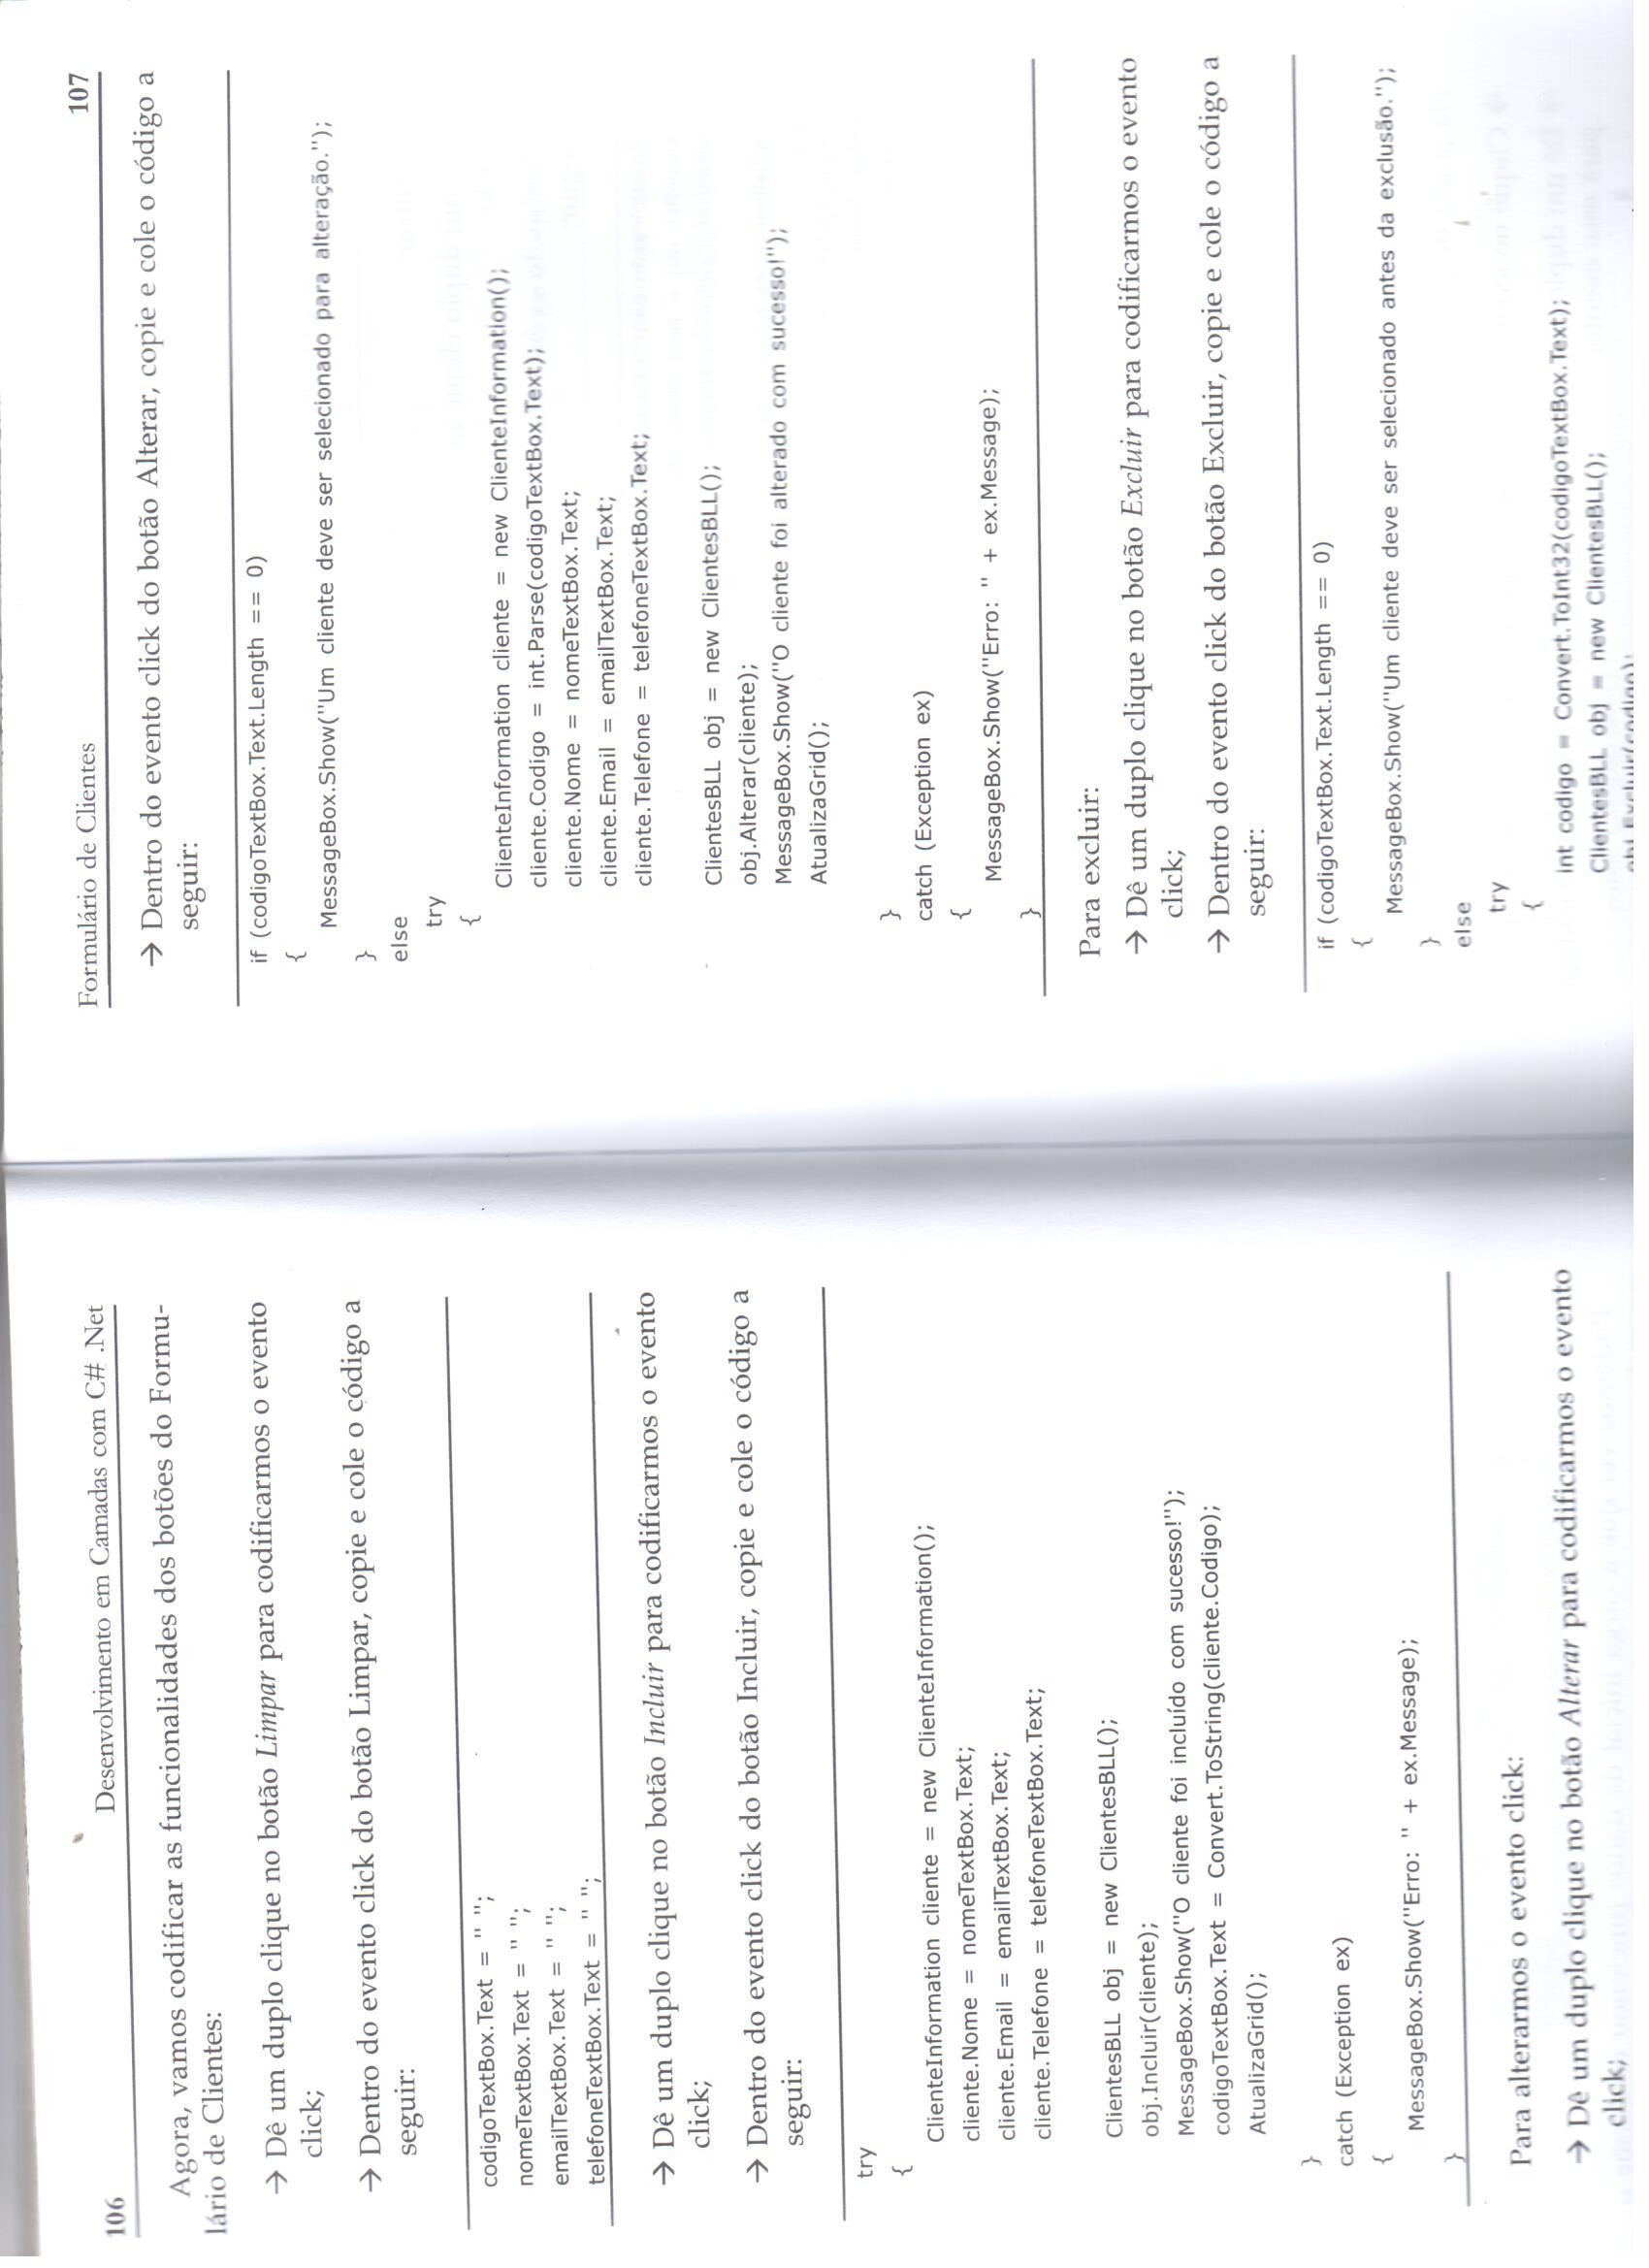 106
Desenvolvimento em Camadas com C# .Net
Agora, vamos codificar as funcionalidades dos botões do Formu-
lário de Clientes:
→ Dê um duplo clique no botão Limpar para codificarmos o evento
click;
→ Dentro do evento click do botão Limpar, copie e cole o código a
seguir:
codigoTextBox.Text = " ";
nomeTextBox.Text = " ";
emailTextBox.Text = " ";
telefoneTextBox.Text = " ";
→ Dê um duplo clique no botão Incluir para codificarmos o evento
click;
→ Dentro do evento click do botão Incluir, copie e cole o código a
seguir:
try
{
ClienteInformation cliente = new ClienteInformation();
cliente.Nome = nomeTextBox.Text;
cliente.Email = emailTextBox.Text;
cliente.Telefone = telefoneTextBox.Text;
ClientesBLL obj = new ClientesBLL();
obj.Incluir(cliente);
MessageBox.Show("O cliente foi incluído com sucesso!");
codigoTextBox.Text = Convert.ToString(cliente.Codigo);
AtualizaGrid();
}
catch (Exception ex)
{
MessageBox.Show("Erro: " + ex.Message);
}
Para alterarmos o evento click:
→ Dê um duplo clique no botão Alterar para codificarmos o evento
click;
Formulário de Clientes
107
→ Dentro do evento click do botão Alterar, copie e cole o código a
seguir:
if (codigoTextBox.Text.Length == 0)
{
MessageBox.Show("Um cliente deve ser selecionado para alteração.");
}
else
try
{
ClienteInformation cliente = new ClienteInformation();
cliente.Codigo = int.Parse(codigoTextBox.Text);
cliente.Nome = nomeTextBox.Text;
cliente.Email = emailTextBox.Text;
cliente.Telefone = telefoneTextBox.Text;
ClientesBLL obj = new ClientesBLL();
obj.Alterar(cliente);
MessageBox.Show("O cliente foi alterado com sucesso!");
AtualizaGrid();
}
catch (Exception ex)
{
MessageBox.Show("Erro: " + ex.Message);
}
Para excluir:
→ Dê um duplo clique no botão Excluir para codificarmos o evento
click;
→ Dentro do evento click do botão Excluir, copie e cole o código a
seguir:
if (codigoTextBox.Text.Length == 0)
{
MessageBox.Show("Um cliente deve ser selecionado antes da exclusão.");
}
else
try
{
int codigo = Convert.ToInt32(codigoTextBox.Text);
ClientesBLL obj = new ClientesBLL();
obj.Excluir(codigo);